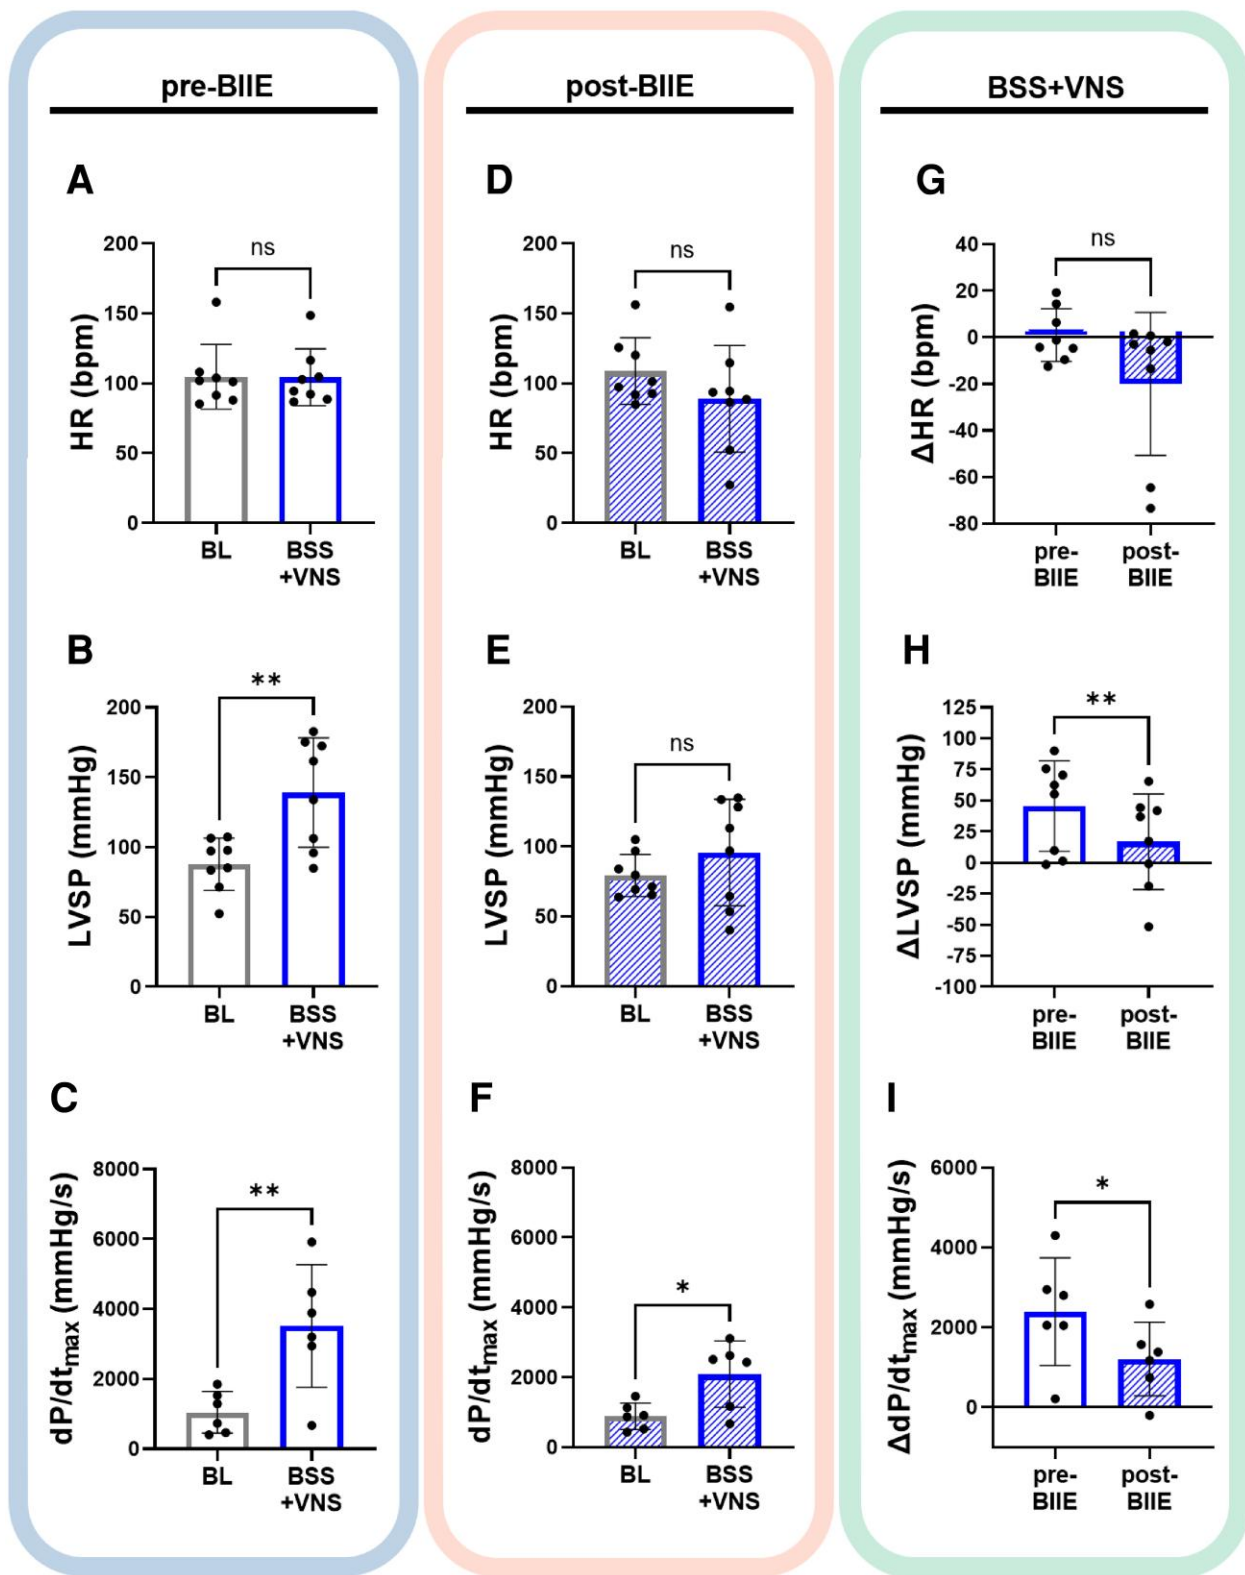 pre-BIIE
A
ns
HR (bpm)
200
150
100
50
0
BL
BSS
+VNS
B
**
LVSP (mmHg)
200
150
100
50
0
BL
BSS
+VNS
C
**
dP/dtmax (mmHg/s)
8000
6000
4000
2000
0
BL
BSS
+VNS
post-BIIE
D
ns
HR (bpm)
200
150
100
50
0
BL
BSS
+VNS
E
ns
LVSP (mmHg)
200
150
100
50
0
BL
BSS
+VNS
F
*
dP/dtmax (mmHg/s)
8000
6000
4000
2000
0
BL
BSS
+VNS
BSS+VNS
G
ns
ΔHR (bpm)
40
20
0
-20
-40
-60
-80
pre-
BIIE
post-
BIIE
H
**
ΔLVSP (mmHg)
125
100
75
50
25
0
-25
-50
-75
-100
pre-
BIIE
post-
BIIE
I
*
ΔdP/dtmax (mmHg/s)
6000
4000
2000
0
pre-
BIIE
post-
BIIE